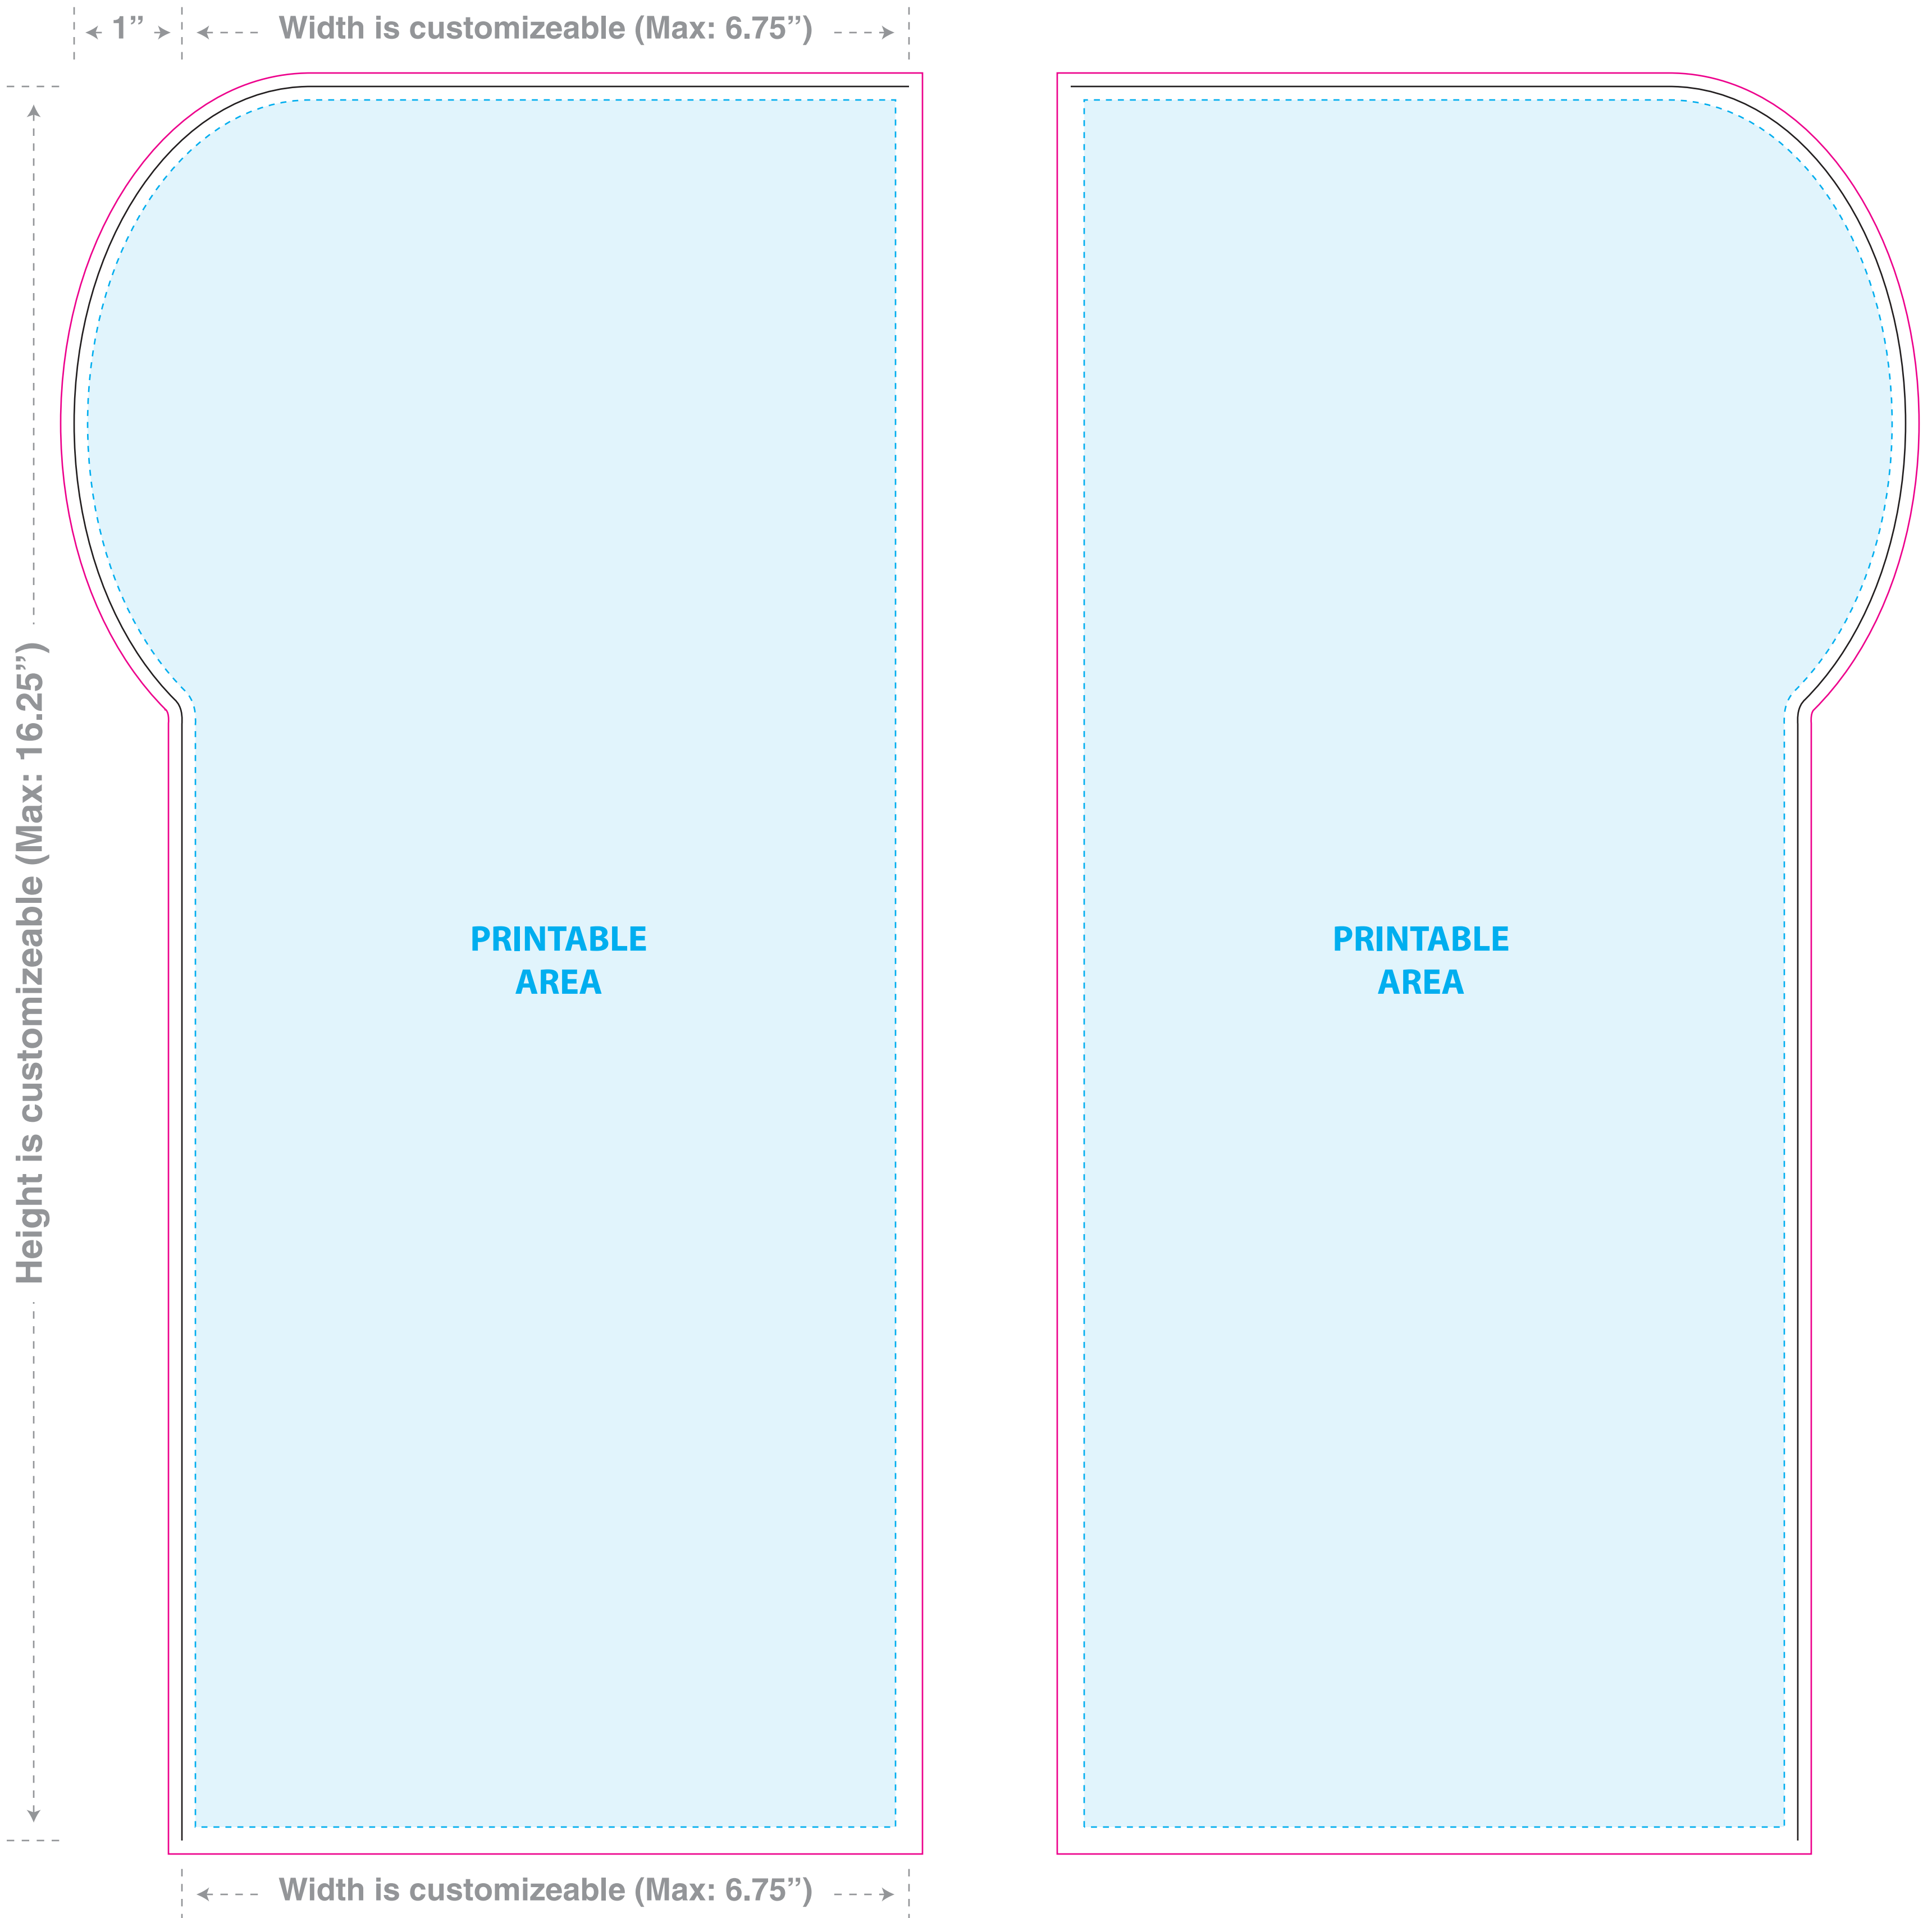 1”
Width is customizeable (Max: 6.75”)
Height is customizeable (Max: 16.25”)
PRINTABLE
AREA
PRINTABLE
AREA
Width is customizeable (Max: 6.75”)